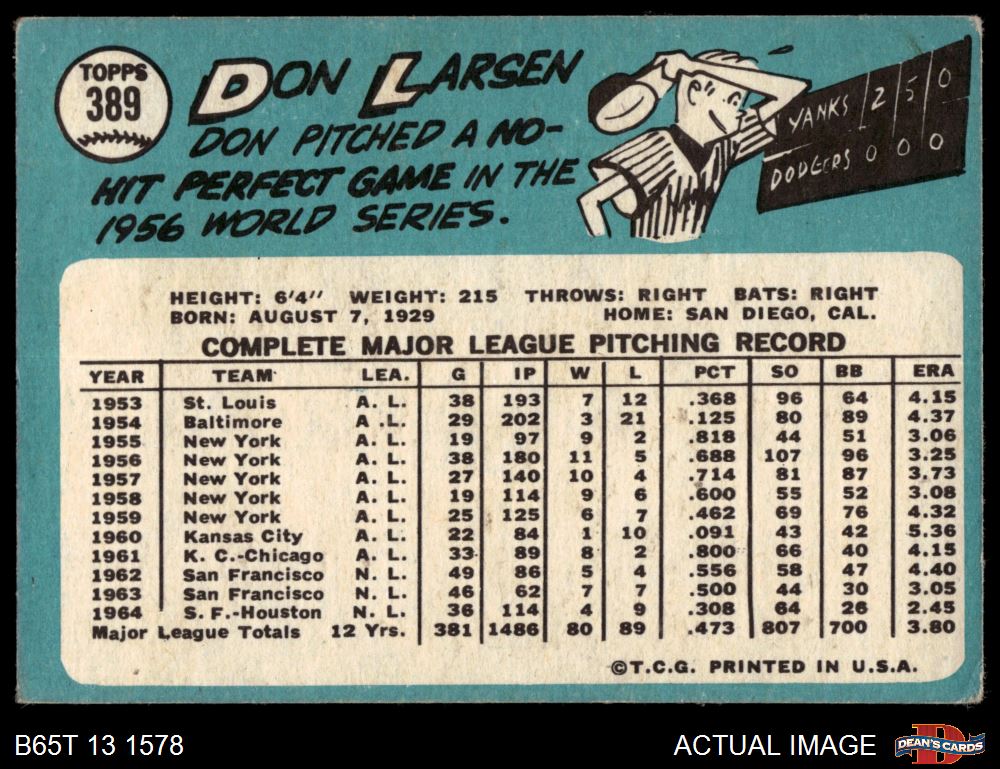 TOPPS
389
DON LARSEN
DON PITCHED A NO-
HIT PERFECT GAME IN THE
1956 WORLD SERIES.
YANKS 2 5 0
DODGERS 0 0 0
HEIGHT: 6'4" WEIGHT: 215 THROWS: RIGHT BATS: RIGHT
BORN: AUGUST 7, 1929 HOME: SAN DIEGO, CAL.
COMPLETE MAJOR LEAGUE PITCHING RECORD
YEAR TEAM LEA. G IP W L PCT SO BB ERA
1953 St. Louis A. L. 38 193 7 12 .368 96 64 4.15
1954 Baltimore A .L. 29 202 3 21 .125 80 89 4.37
1955 New York A. L. 19 97 9 2 .818 44 51 3.06
1956 New York A. L. 38 180 11 5 .688 107 96 3.25
1957 New York A. L. 27 140 10 4 .714 81 87 3.73
1958 New York A. L. 19 114 9 6 .600 55 52 3.08
1959 New York A. L. 25 125 6 7 .462 69 76 4.32
1960 Kansas City A. L. 22 84 1 10 .091 43 42 5.36
1961 K. C.-Chicago A. L. 33 89 8 2 .800 66 40 4.15
1962 San Francisco N. L. 49 86 5 4 .556 58 47 4.40
1963 San Francisco N. L. 46 62 7 7 .500 44 30 3.05
1964 S. F.-Houston N. L. 36 114 4 9 .308 64 26 2.45
Major League Totals 12 Yrs. 381 1486 80 89 .473 807 700 3.80
©T.C.G. PRINTED IN U.S.A.
B65T 13 1578 ACTUAL IMAGE DEAN'S CARDS